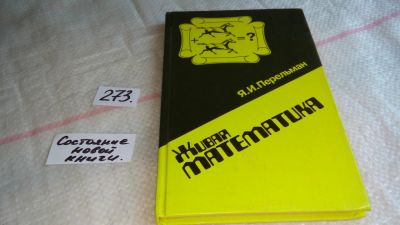 +
= ?
Я.И.Перельман
Живая
МАТЕМАТИКА
273.
Состояние
новой
книги.